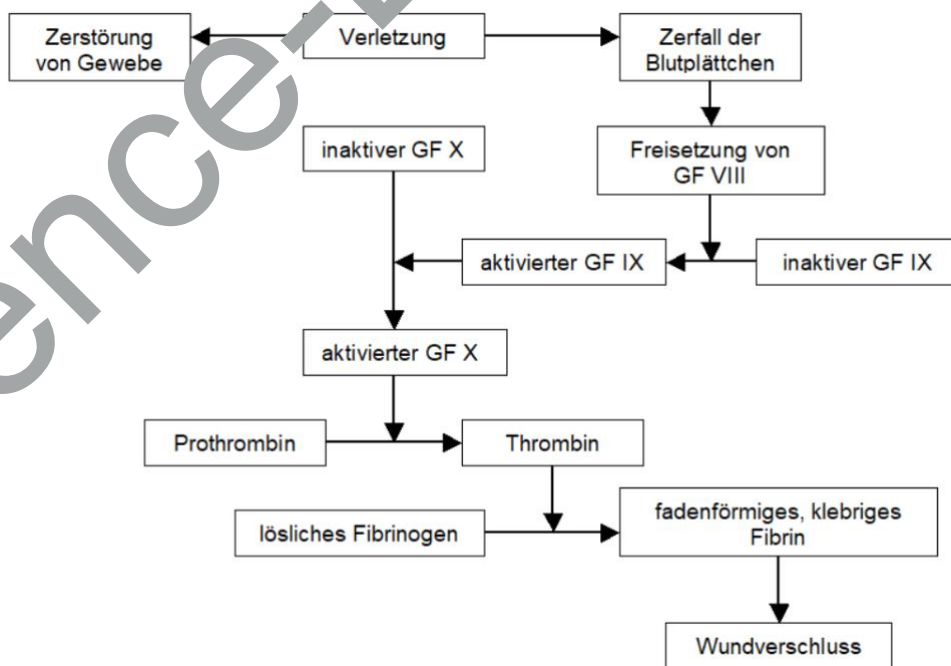 Zerstörung
von Gewebe
Verletzung
Zerfall der
Blutplättchen
inaktiver GF X
Freisetzung von
GF VIII
aktivierter GF IX
inaktiver GF IX
aktivierter GF X
Prothrombin
Thrombin
lösliches Fibrinogen
fadenförmiges, klebriges
Fibrin
Wundverschluss